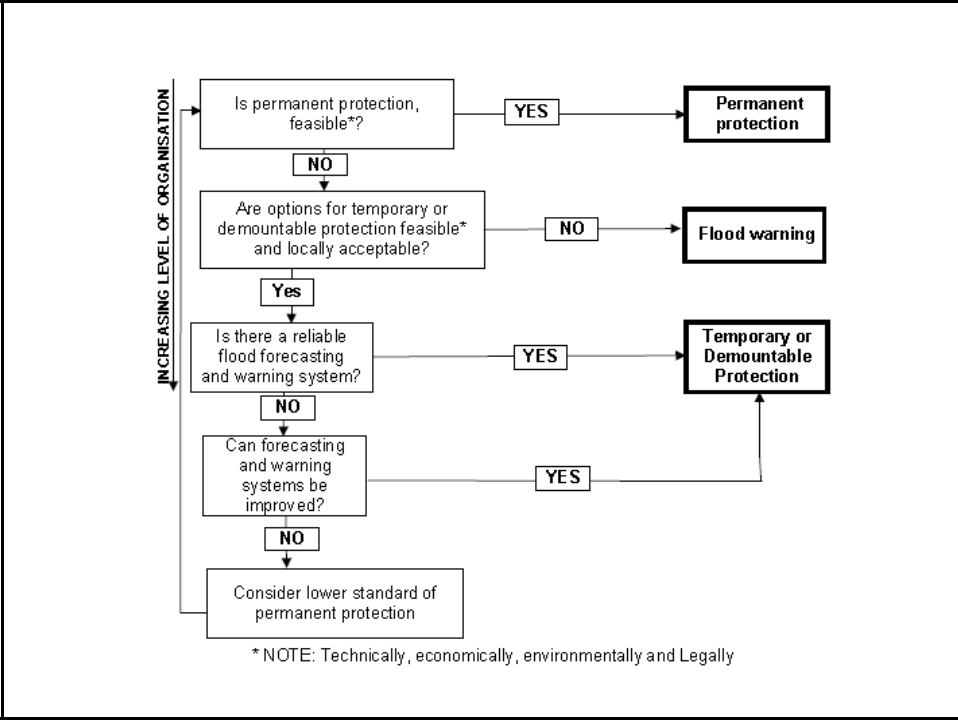 INCREASING LEVEL OF ORGANISATION
Is permanent protection,
feasible*?
YES
Permanent
protection
NO
Are options for temporary or
demountable protection feasible*
and locally acceptable?
NO
Flood warning
Yes
Is there a reliable
flood forecasting
and warning system?
YES
Temporary or
Demountable
Protection
NO
Can forecasting
and warning
systems be
improved?
YES
NO
Consider lower standard of
permanent protection
* NOTE: Technically, economically, environmentally and Legally